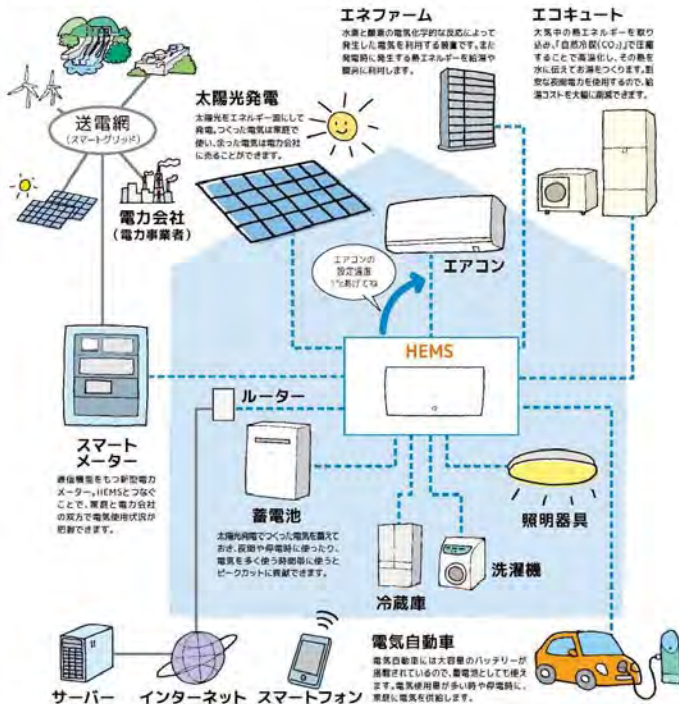 エネファーム
水素と酸素の電気化学的な反応によって
発生した電気を利用する装置です。また
発電時に発生する熱エネルギーを給湯や
暖房に利用します。
エコキュート
大気中の熱エネルギーを取り
込み、「自然冷媒(CO₂)」で圧縮
することで高温化し、その熱を
水に伝えてお湯をつくります。割
安な夜間電力を使用するので、給
湯コストを大幅に削減できます。
太陽光発電
太陽光をエネルギー源にして
発電。つくった電気は家庭で
使い、余った電気は電力会社
に売ることができます。
送電網
(スマートグリッド)
電力会社
(電力事業者)
エアコン
エアコンの
設定温度
1℃あげてね
HEMS
ルーター
スマート
メーター
通信機能をもつ新型電力
メーター。HEMSとつなぐ
ことで、家庭と電力会社
の双方で電気使用状況が
把握できます。
蓄電池
太陽光発電でつくった電気を蓄えて
おき、夜間や停電時に使ったり、
電気を多く使う時間帯に使うと
ピークカットに貢献できます。
照明器具
洗濯機
冷蔵庫
電気自動車
電気自動車には大容量のバッテリーが
搭載されているので、蓄電池としても使え
ます。電気使用量が多い時や停電時に、
家庭に電気を供給します。
サーバー
インターネット
スマートフォン